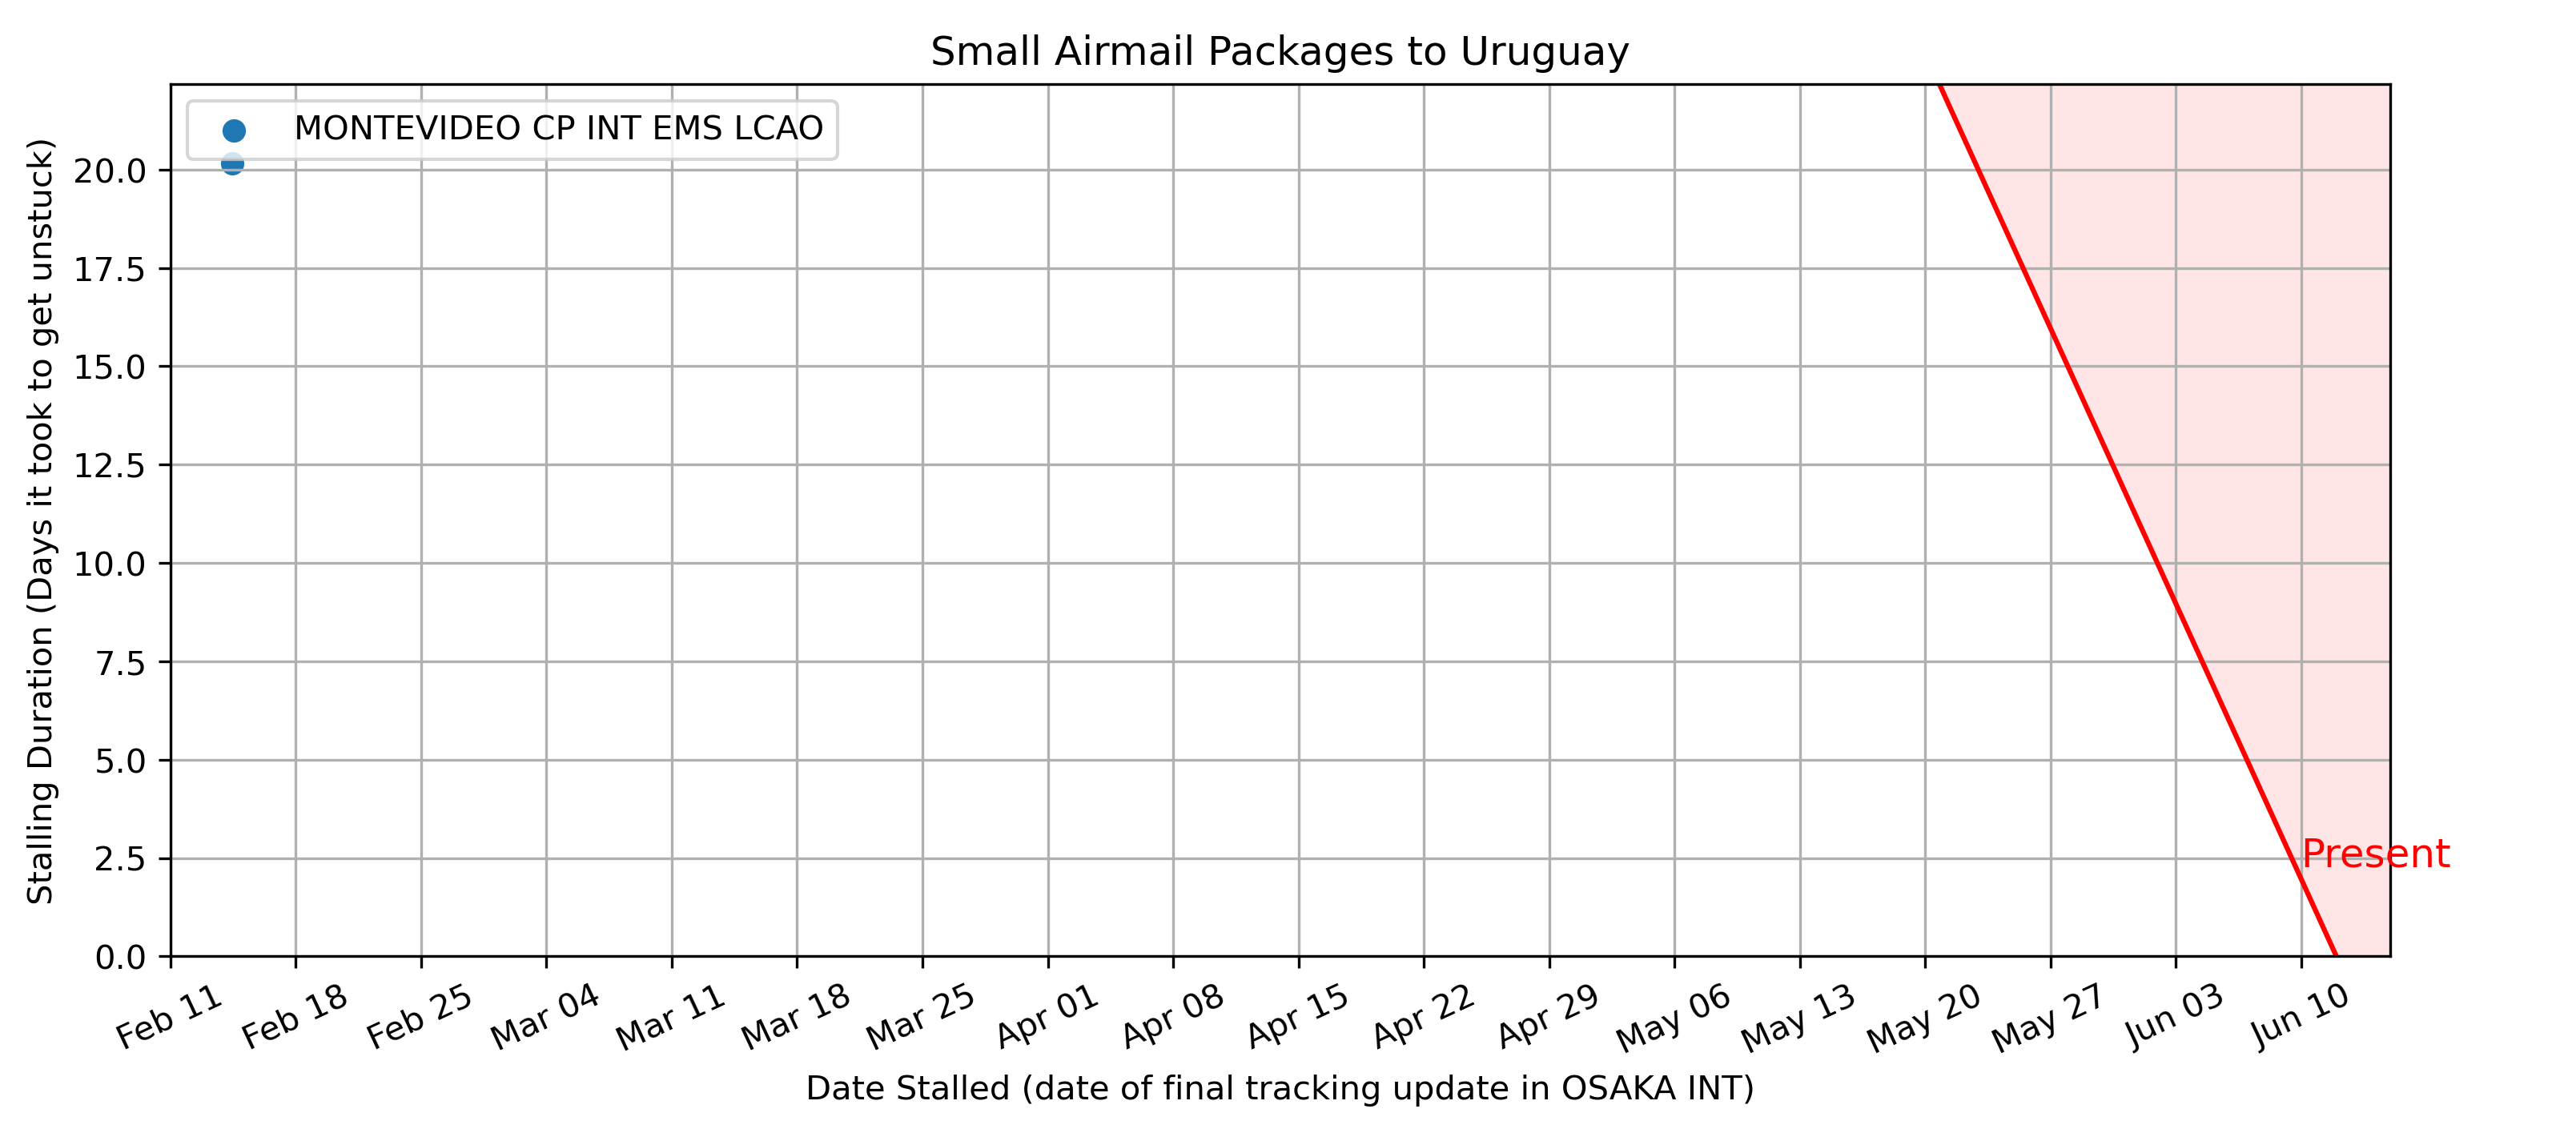 Small Airmail Packages to Uruguay
MONTEVIDEO CP INT EMS LCAO
Stalling Duration (Days it took to get unstuck)
20.0
17.5
15.0
12.5
10.0
7.5
5.0
2.5
0.0
Present
Feb 11
Feb 18
Feb 25
Mar 04
Mar 11
Mar 18
Mar 25
Apr 01
Apr 08
Apr 15
Apr 22
Apr 29
May 06
May 13
May 20
May 27
Jun 03
Jun 10
Date Stalled (date of final tracking update in OSAKA INT)